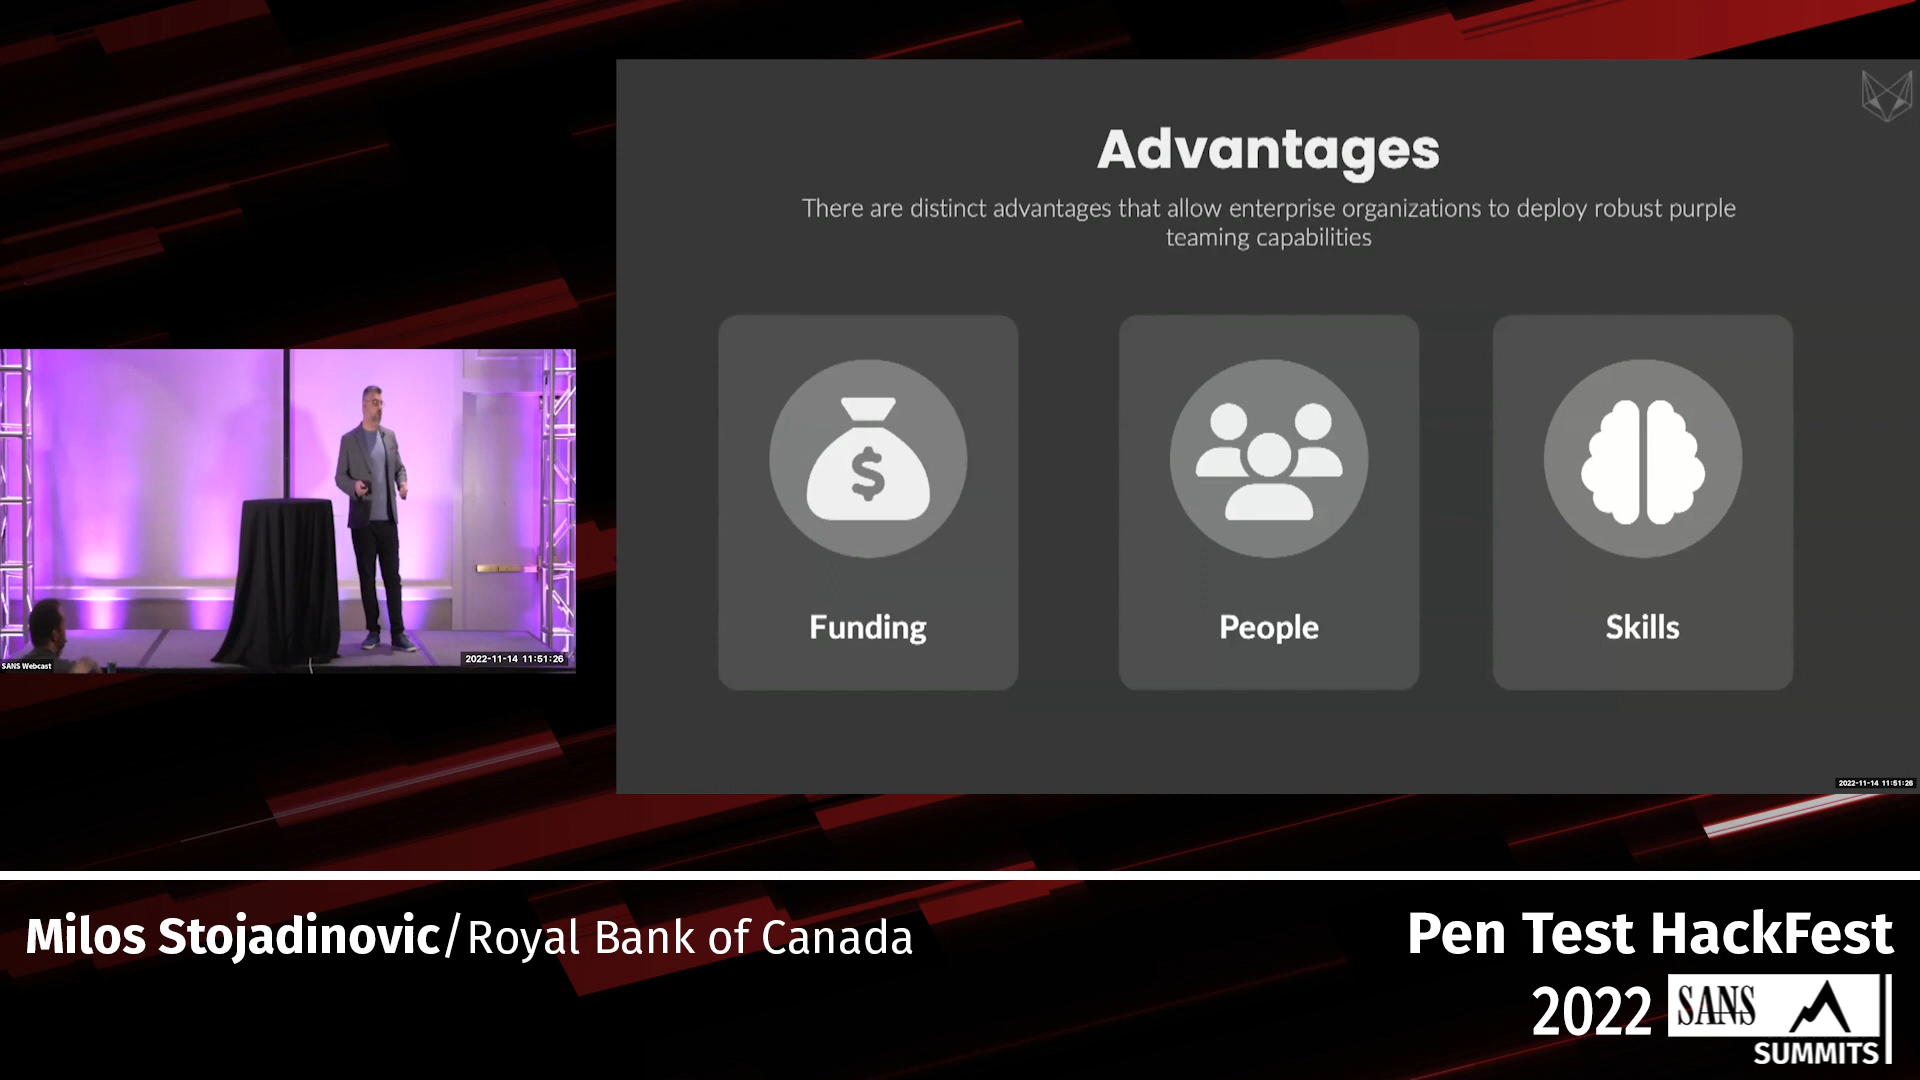 Advantages
There are distinct advantages that allow enterprise organizations to deploy robust purple
teaming capabilities
$
Funding
People
Skills
SANS Webcast
2022-11-14 11:51:26
2022-11-14 11:51:26
Milos Stojadinovic/Royal Bank of Canada
Pen Test HackFest
2022
SANS
SUMMITS